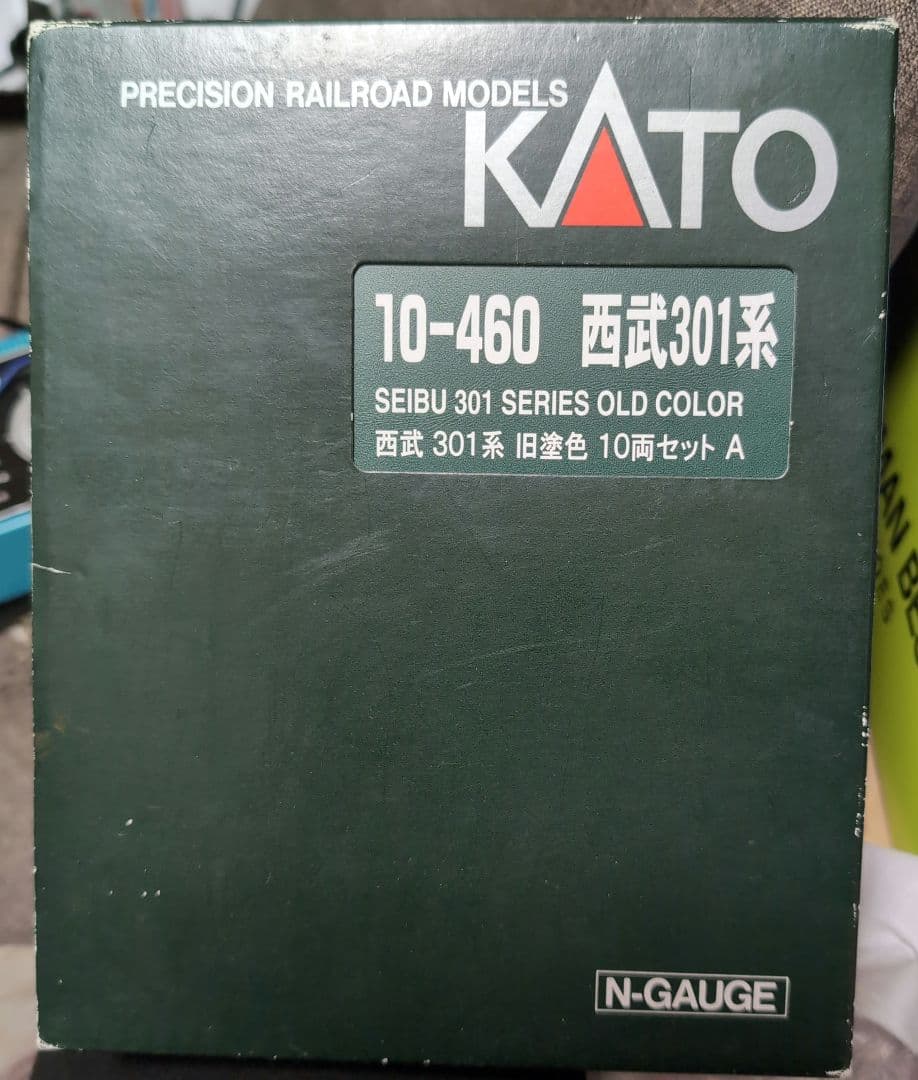 PRECISION RAILROAD MODELS
KATO
10-460 西武301系
SEIBU 301 SERIES OLD COLOR
西武 301系 旧塗色 10両セット A
N-GAUGE